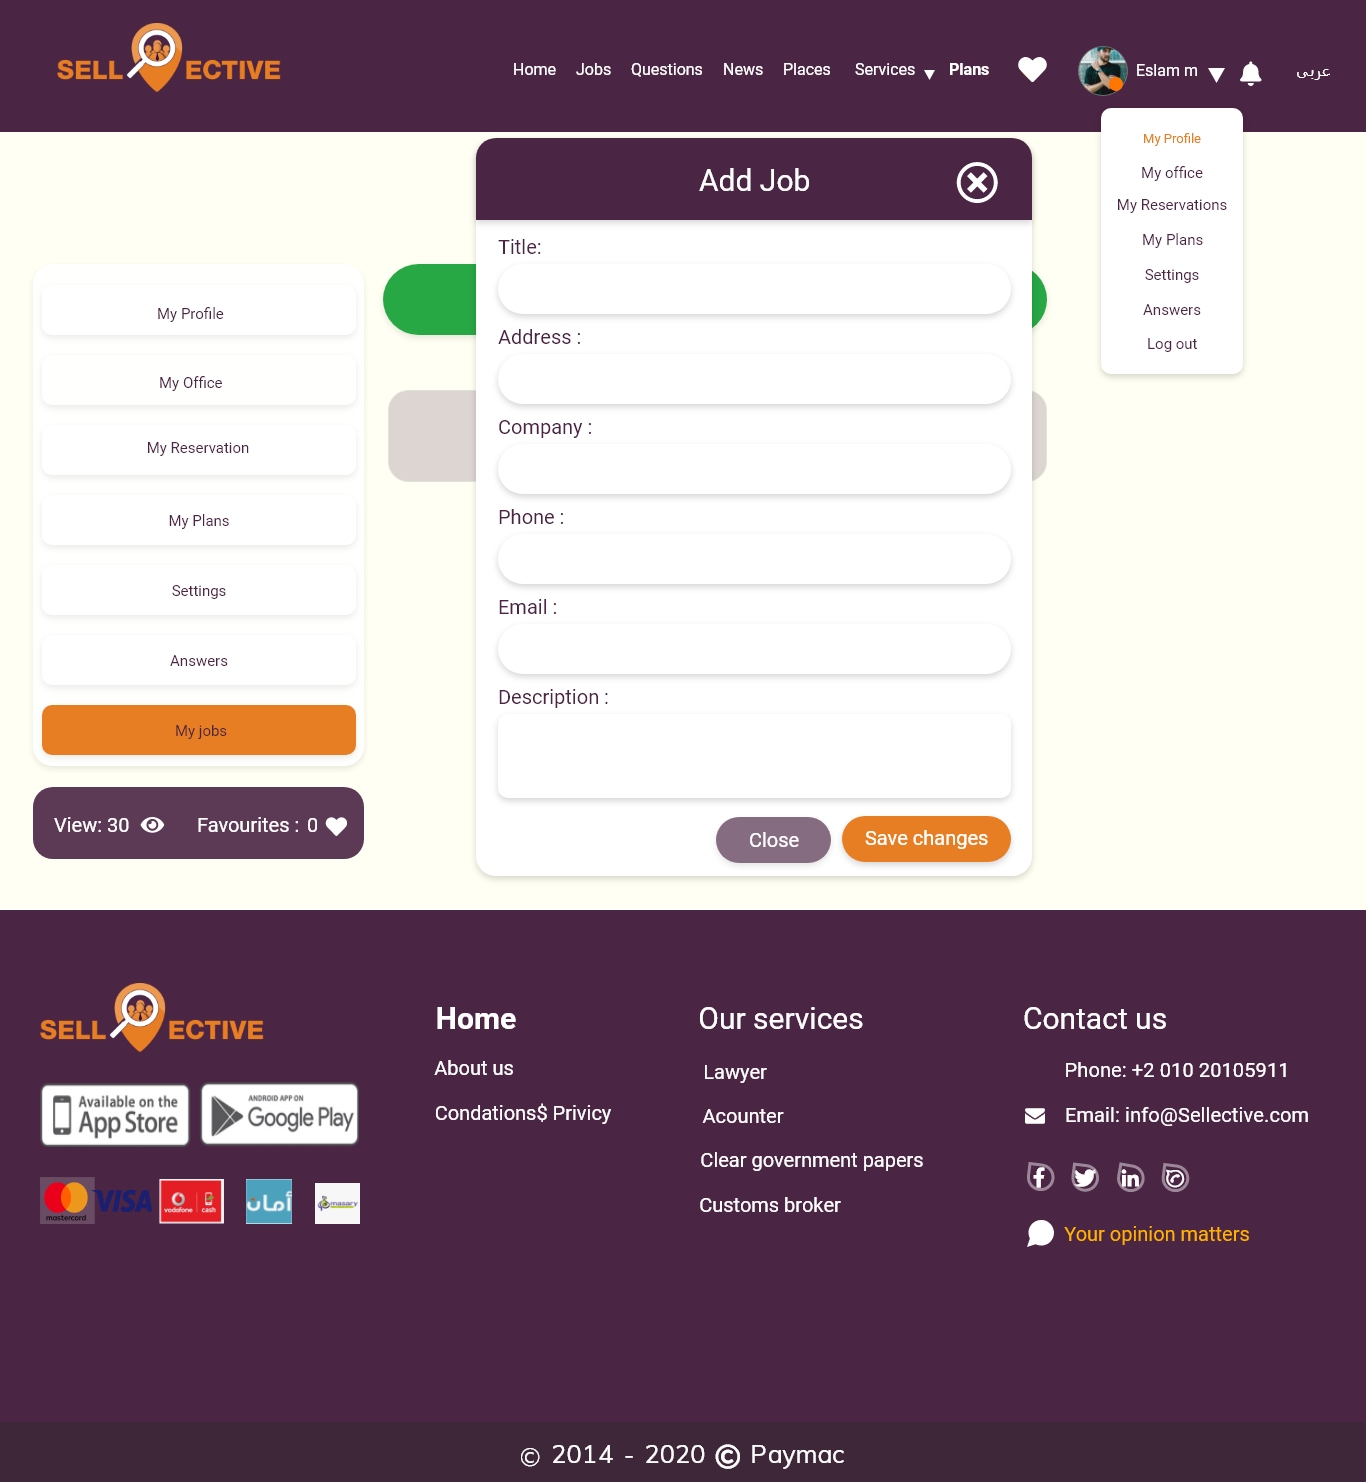 SELL ECTIVE
Home Jobs Questions News Places Services Plans
Eslam m
عربى
My Profile
My office
My Reservations
My Plans
Settings
Answers
Log out
My Profile
My Office
My Reservation
My Plans
Settings
Answers
My jobs
View: 30
Favourites : 0
Add Job
Title:
Address :
Company :
Phone :
Email :
Description :
Close
Save changes
SELL ECTIVE
Available on the
App Store
ANDROID APP ON
Google Play
mastercard
VISA
vodafone cash
أمان
masary
Home
About us
Condations$ Privicy
Our services
Lawyer
Acounter
Clear government papers
Customs broker
Contact us
Phone: +2 010 20105911
Email: info@Sellective.com
Your opinion matters
© 2014 - 2020 © Paymac